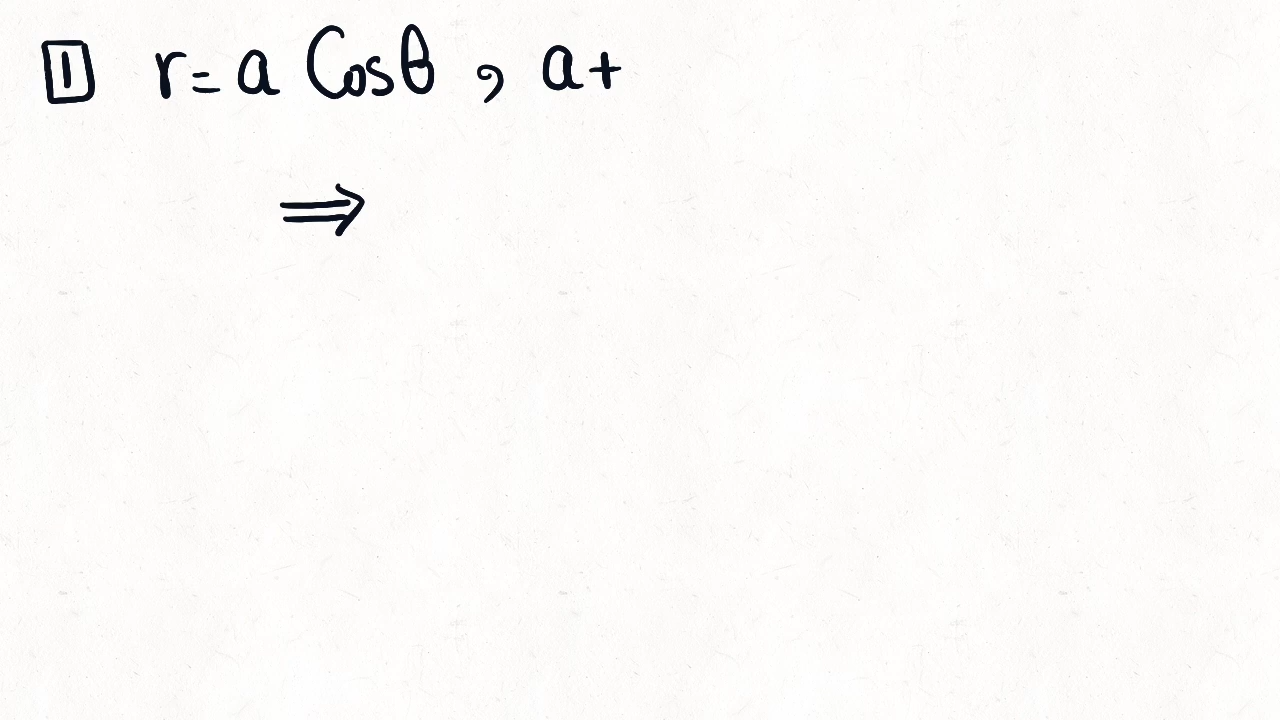 1 r = a Cosθ , a +
⇒